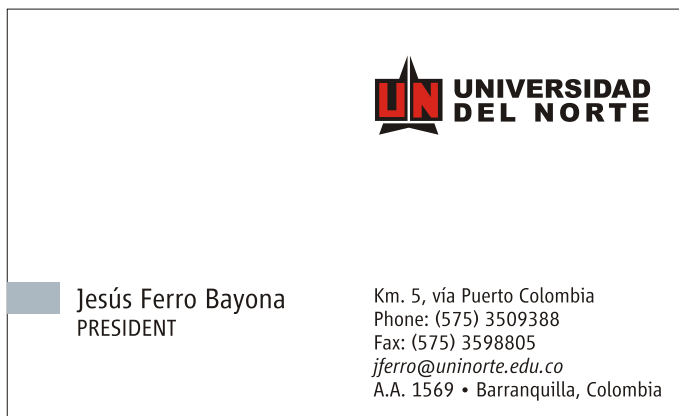 UN
UNIVERSIDAD
DEL NORTE
Jesús Ferro Bayona
PRESIDENT
Km. 5, vía Puerto Colombia
Phone: (575) 3509388
Fax: (575) 3598805
jferro@uninorte.edu.co
A.A. 1569 • Barranquilla, Colombia